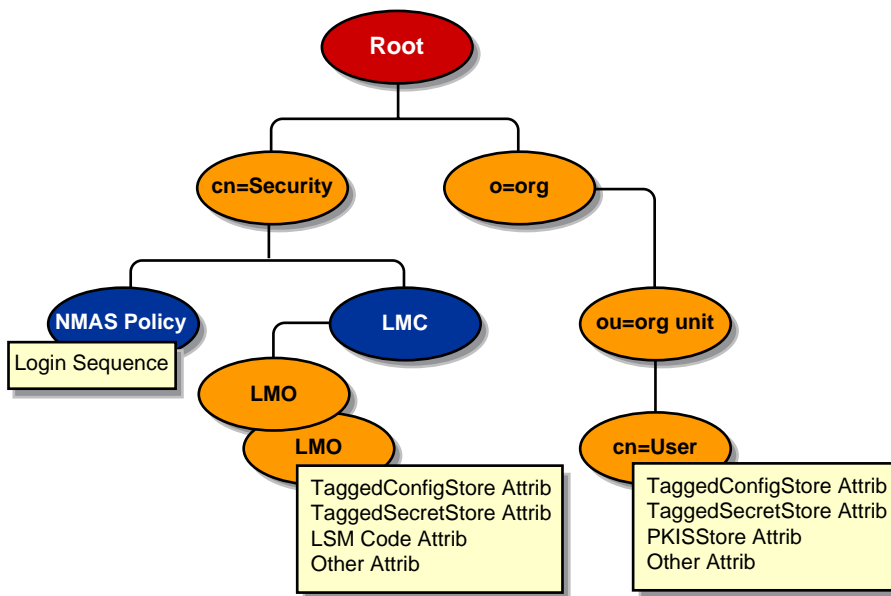 Root
cn=Security
o=org
NMAS Policy
LMC
ou=org unit
Login Sequence
LMO
LMO
cn=User
TaggedConfigStore Attrib
TaggedSecretStore Attrib
LSM Code Attrib
Other Attrib
TaggedConfigStore Attrib
TaggedSecretStore Attrib
PKISStore Attrib
Other Attrib